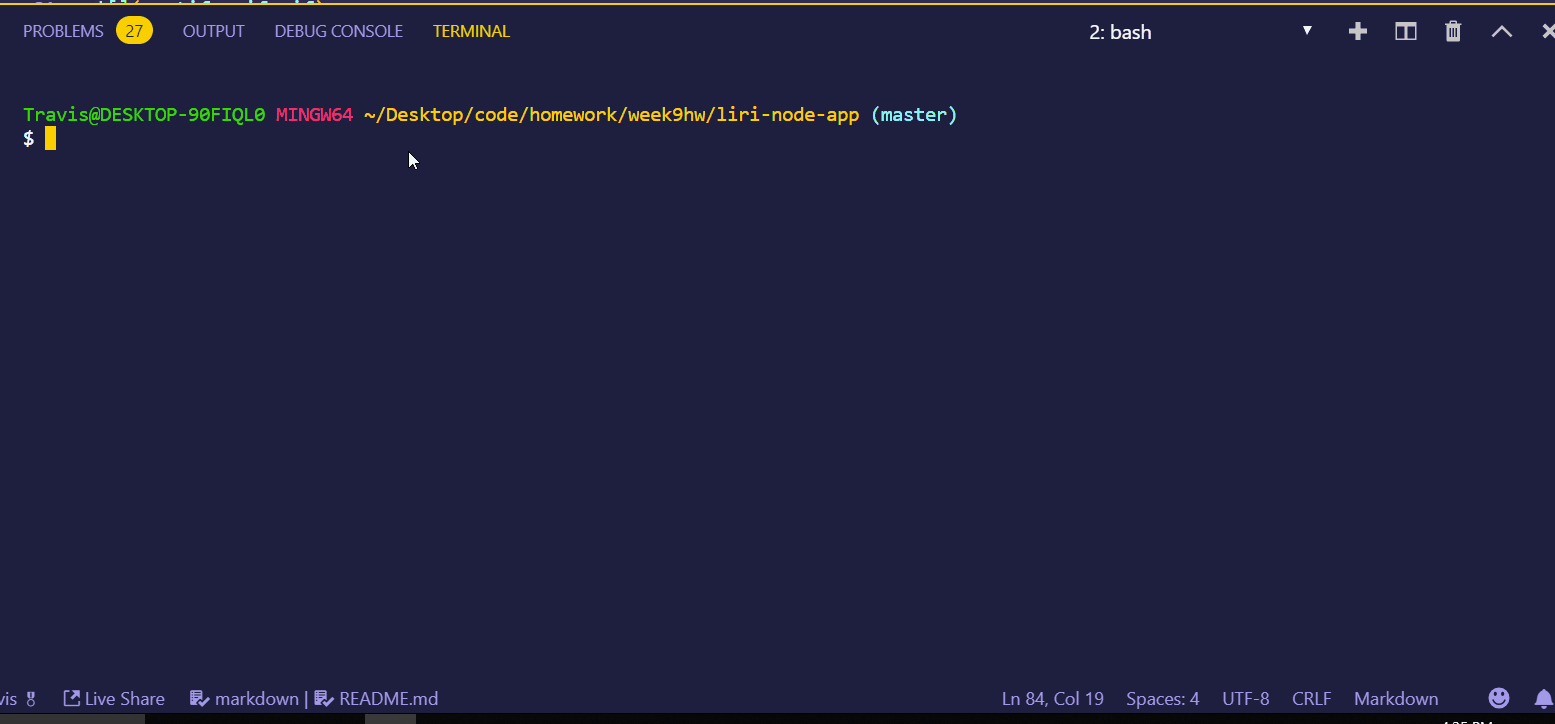 PROBLEMS 27 OUTPUT DEBUG CONSOLE TERMINAL 2: bash
Travis@DESKTOP-90FIQL0 MINGW64 ~/Desktop/code/homework/week9hw/liri-node-app (master)
$
vis Live Share markdown | README.md Ln 84, Col 19 Spaces: 4 UTF-8 CRLF Markdown